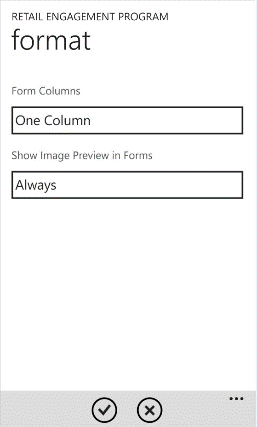 RETAIL ENGAGEMENT PROGRAM
format
Form Columns
One Column
Show Image Preview in Forms
Always